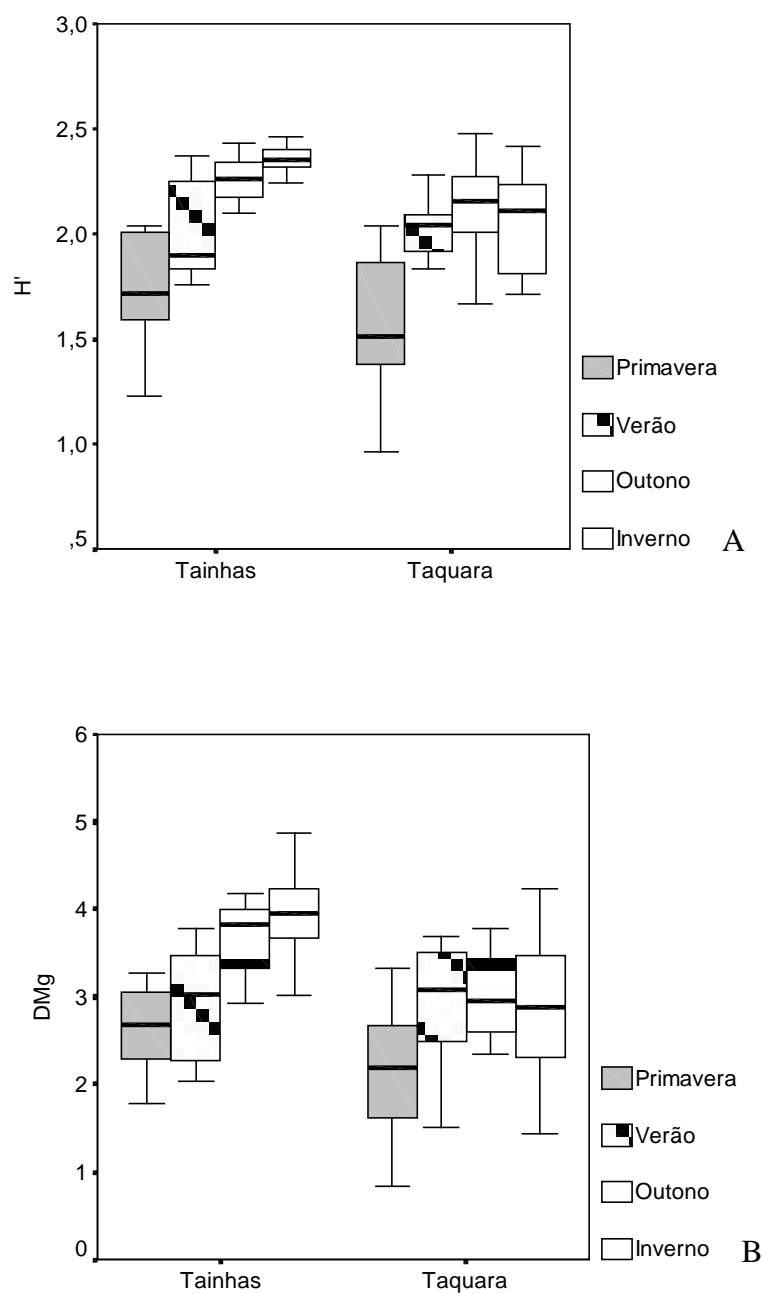 3,0
2,5
2,0
1,5
1,0
,5
H'
Tainhas
Taquara
Primavera
Verão
Outono
Inverno
A
6
5
4
3
2
1
0
DMg
Tainhas
Taquara
Primavera
Verão
Outono
Inverno
B